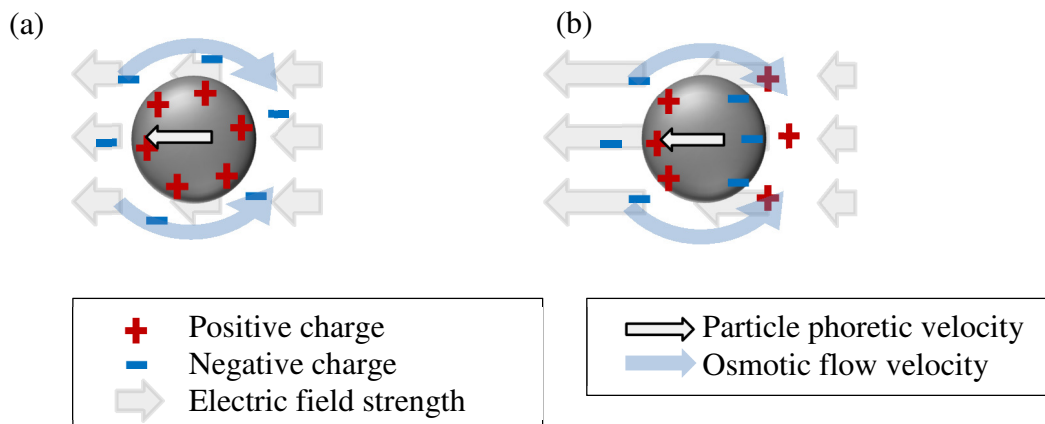 (a)
(b)
Positive charge
Negative charge
Electric field strength
Particle phoretic velocity
Osmotic flow velocity